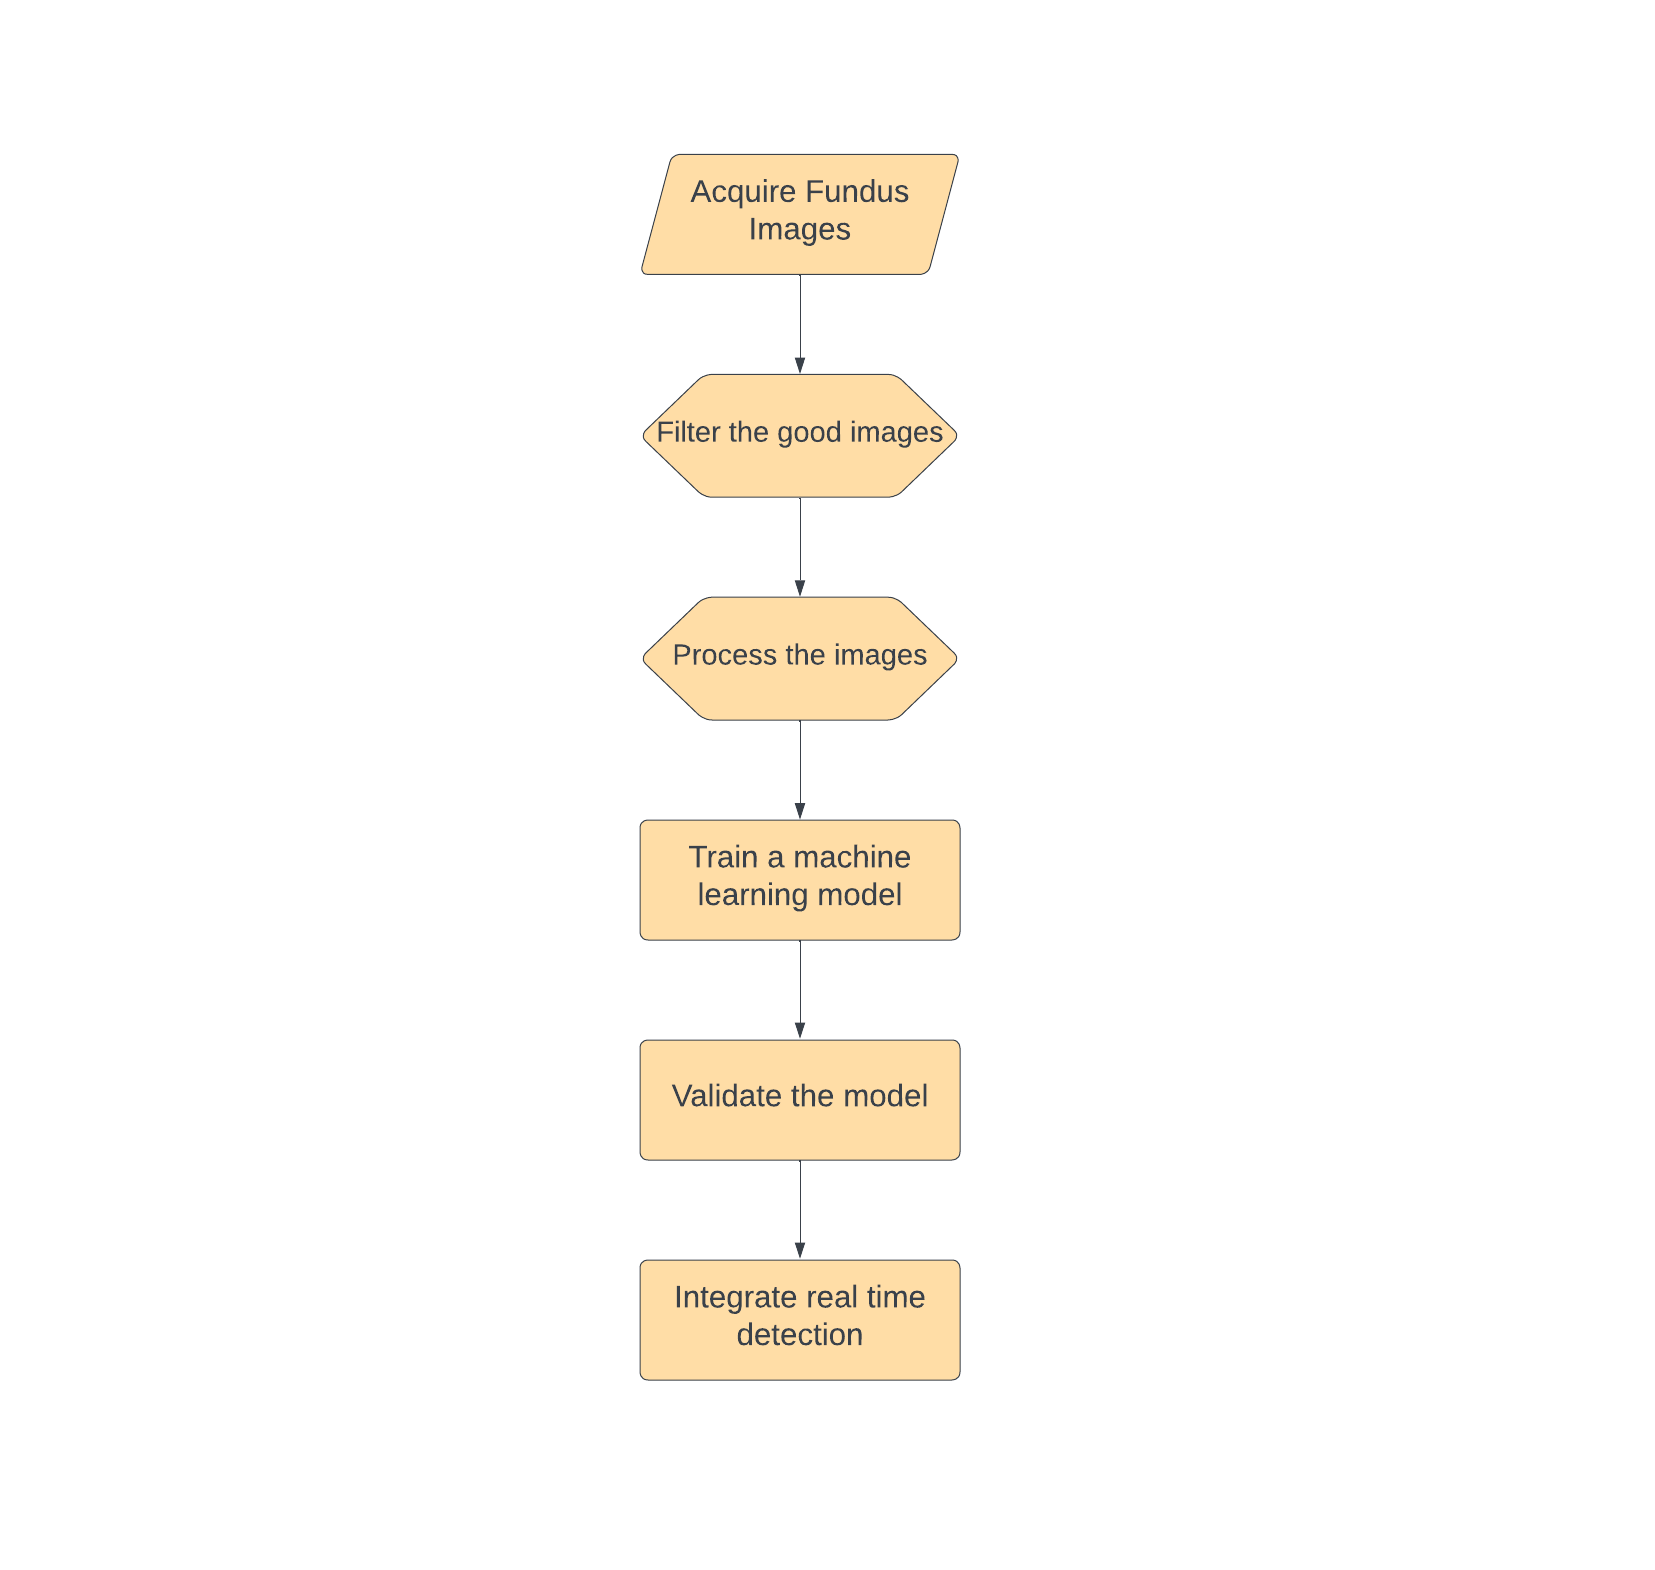 Acquire Fundus
Images
Filter the good images
Process the images
Train a machine
learning model
Validate the model
Integrate real time
detection